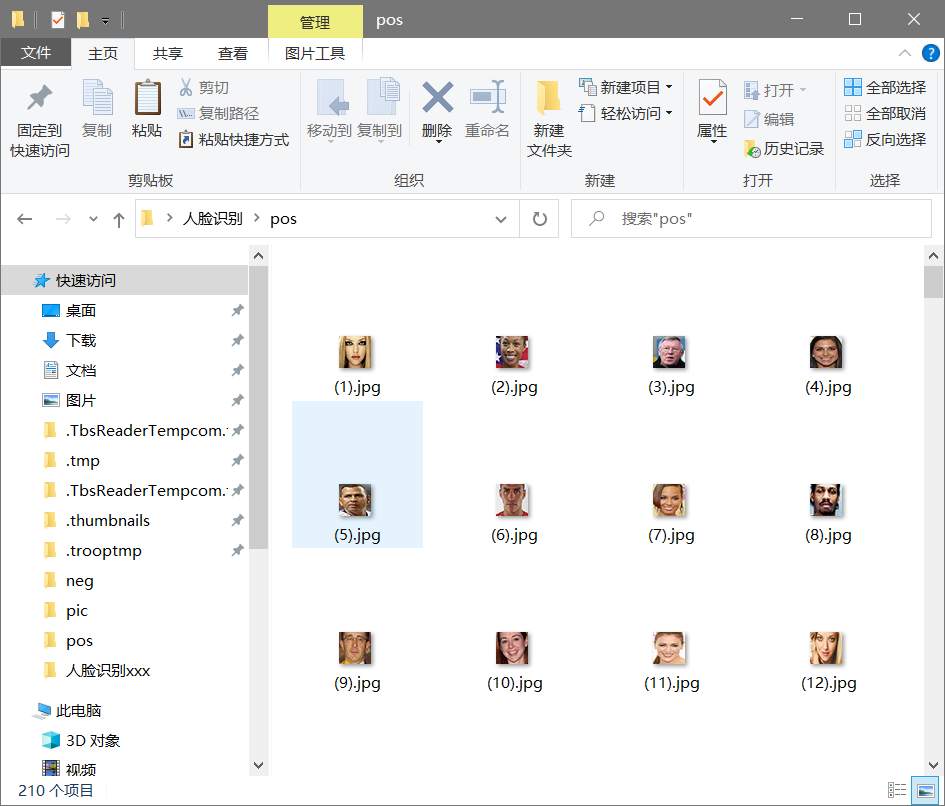 管理
pos
文件
主页
共享
查看
图片工具
固定到
快速访问
复制
粘贴
剪切
复制路径
粘贴快捷方式
剪贴板
移动到
复制到
删除
重命名
组织
新建
文件夹
新建项目
轻松访问
新建
属性
打开
编辑
历史记录
打开
全部选择
全部取消
反向选择
选择
人脸识别
pos
搜索"pos"
快速访问
桌面
下载
文档
图片
.TbsReaderTempcom.
.tmp
.TbsReaderTempcom.
.thumbnails
.trooptmp
neg
pic
pos
人脸识别xxx
此电脑
3D 对象
视频
(1).jpg
(2).jpg
(3).jpg
(4).jpg
(5).jpg
(6).jpg
(7).jpg
(8).jpg
(9).jpg
(10).jpg
(11).jpg
(12).jpg
210 个项目